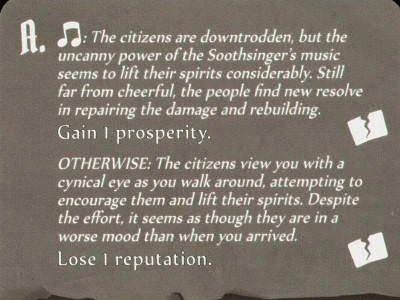 A. ♫: The citizens are downtrodden, but the
uncanny power of the Soothsinger's music
seems to lift their spirits considerably. Still
far from cheerful, the people find new resolve
in repairing the damage and rebuilding.
Gain 1 prosperity.
OTHERWISE: The citizens view you with a
cynical eye as you walk around, attempting to
encourage them and lift their spirits. Despite
the effort, it seems as though they are in a
worse mood than when you arrived.
Lose 1 reputation.